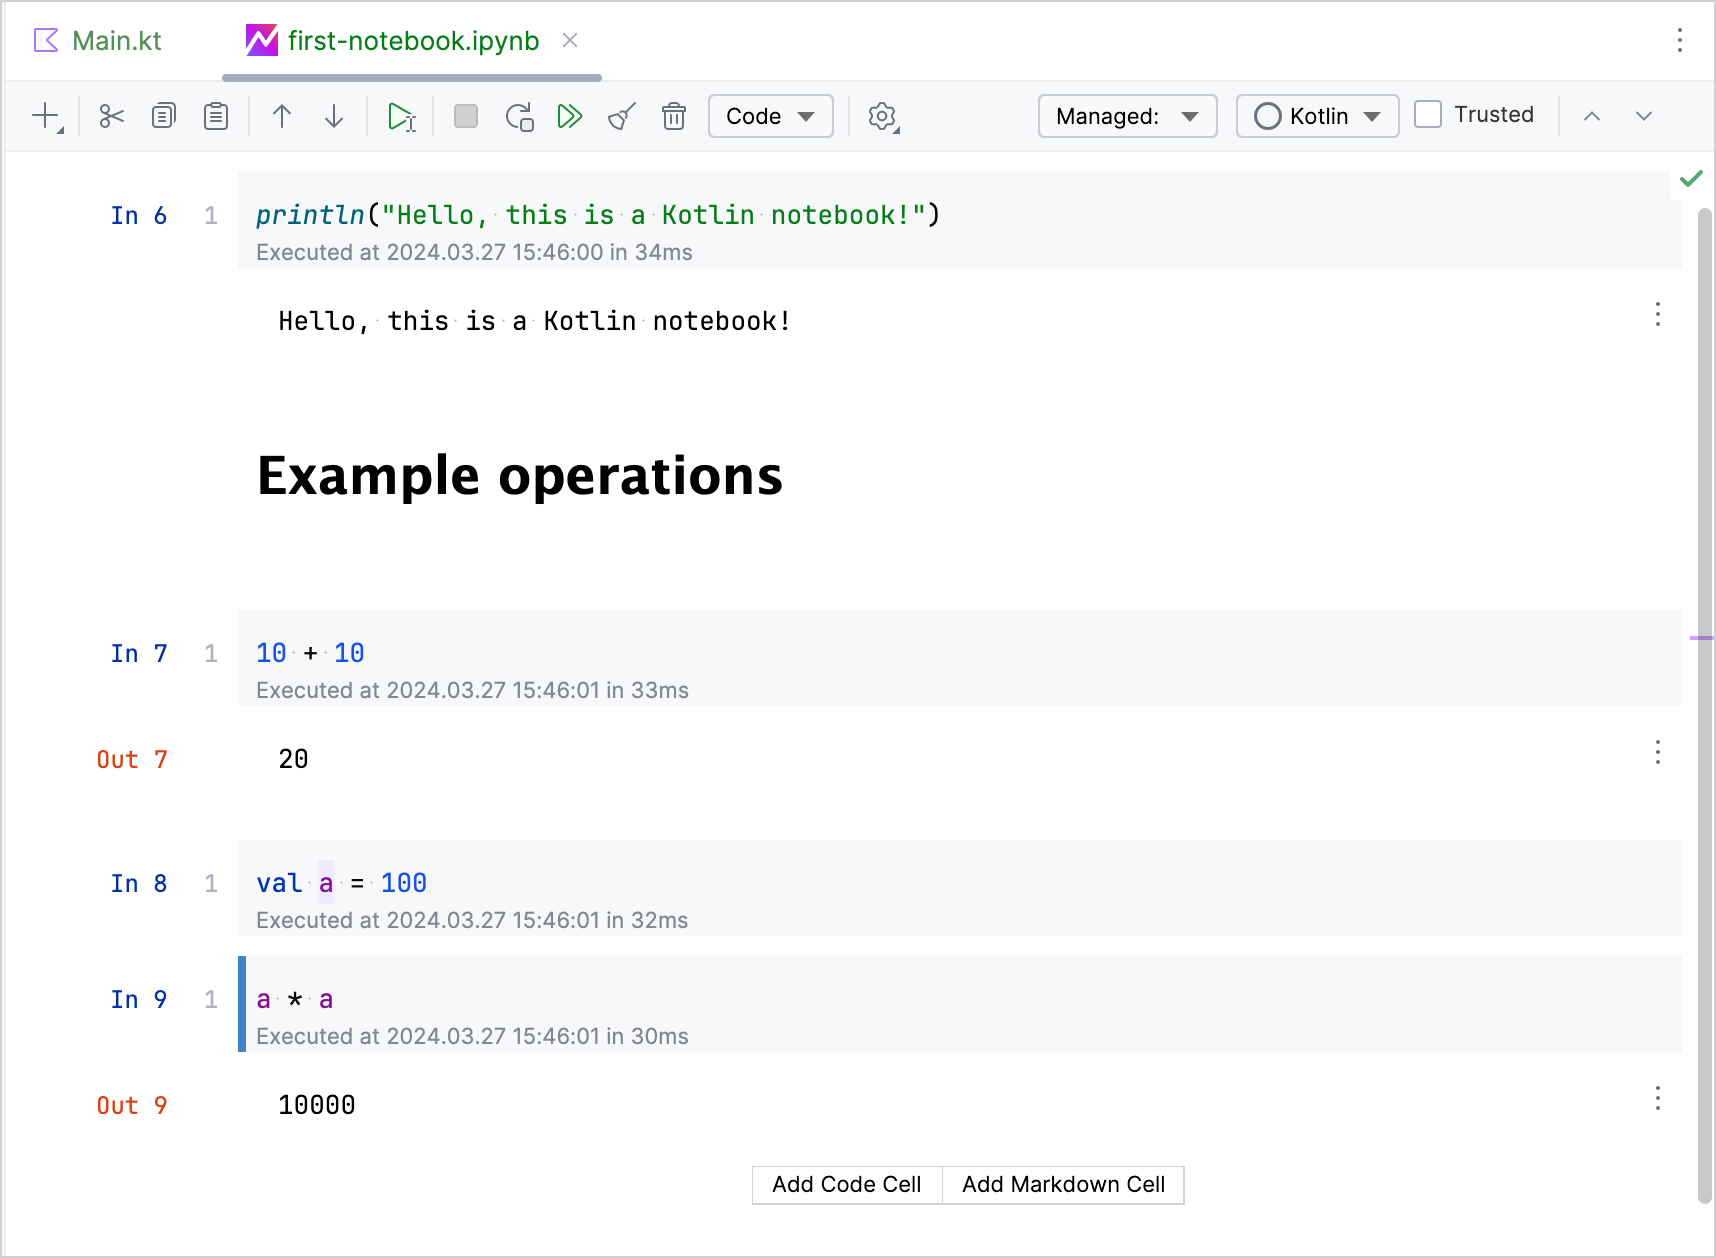 Main.kt first-notebook.ipynb
Code Managed: Kotlin Trusted
In 6 1 println("Hello, this is a Kotlin notebook!")
Executed at 2024.03.27 15:46:00 in 34ms
Hello, this is a Kotlin notebook!
Example operations
In 7 1 10 + 10
Executed at 2024.03.27 15:46:01 in 33ms
Out 7 20
In 8 1 val a = 100
Executed at 2024.03.27 15:46:01 in 32ms
In 9 1 a * a
Executed at 2024.03.27 15:46:01 in 30ms
Out 9 10000
Add Code Cell Add Markdown Cell